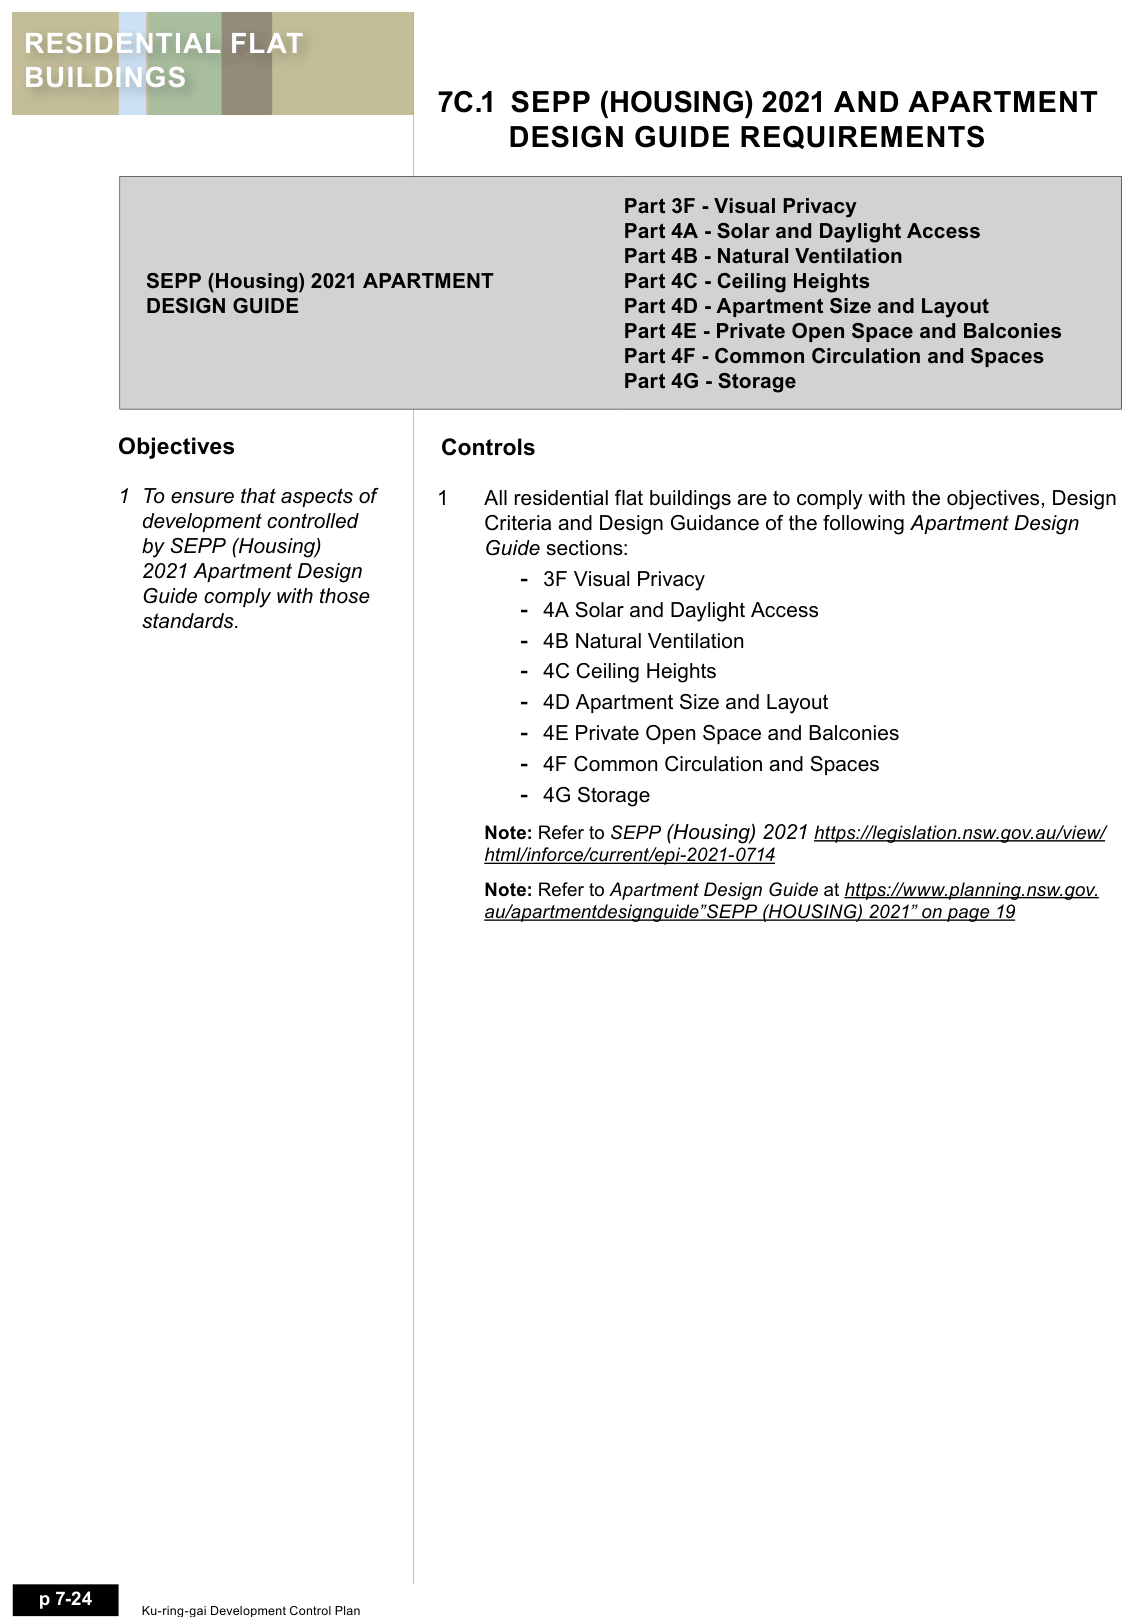 RESIDENTIAL FLAT
BUILDINGS
7C.1 SEPP (HOUSING) 2021 AND APARTMENT
DESIGN GUIDE REQUIREMENTS
SEPP (Housing) 2021 APARTMENT
DESIGN GUIDE
Part 3F - Visual Privacy
Part 4A - Solar and Daylight Access
Part 4B - Natural Ventilation
Part 4C - Ceiling Heights
Part 4D - Apartment Size and Layout
Part 4E - Private Open Space and Balconies
Part 4F - Common Circulation and Spaces
Part 4G - Storage
Objectives
1 To ensure that aspects of
development controlled
by SEPP (Housing)
2021 Apartment Design
Guide comply with those
standards.
Controls
1 All residential flat buildings are to comply with the objectives, Design
Criteria and Design Guidance of the following Apartment Design
Guide sections:
- 3F Visual Privacy
- 4A Solar and Daylight Access
- 4B Natural Ventilation
- 4C Ceiling Heights
- 4D Apartment Size and Layout
- 4E Private Open Space and Balconies
- 4F Common Circulation and Spaces
- 4G Storage
Note: Refer to SEPP (Housing) 2021 https://legislation.nsw.gov.au/view/
html/inforce/current/epi-2021-0714
Note: Refer to Apartment Design Guide at https://www.planning.nsw.gov.
au/apartmentdesignguide”SEPP (HOUSING) 2021” on page 19
p 7-24
Ku-ring-gai Development Control Plan